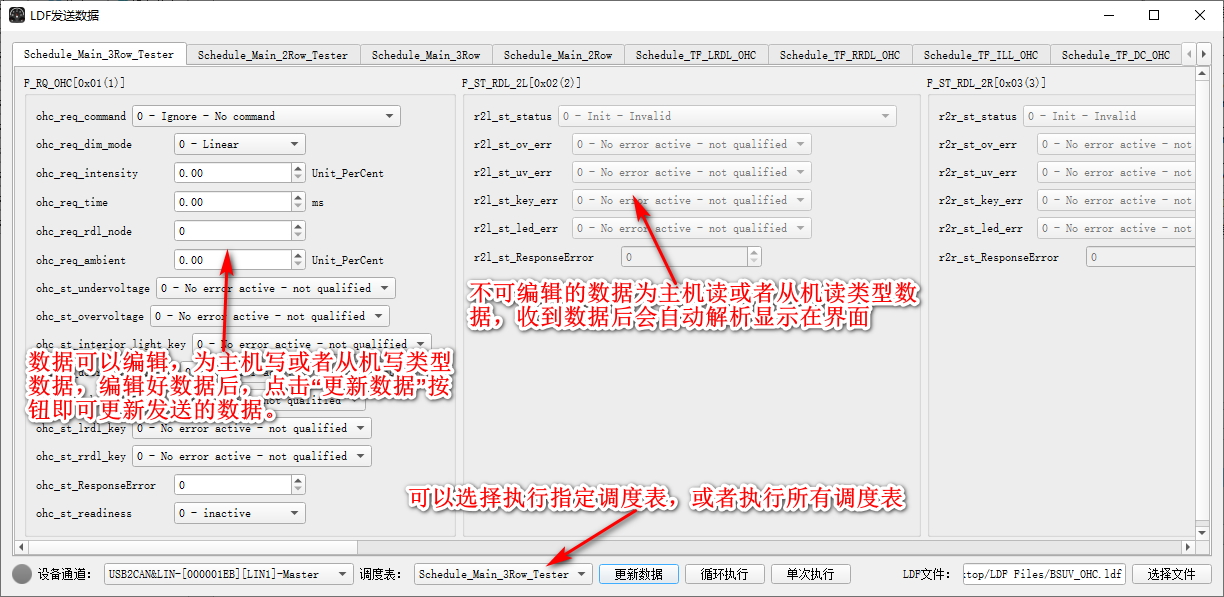 LDF发送数据
Schedule_Main_3Row_Tester
Schedule_Main_2Row_Tester
Schedule_Main_3Row
Schedule_Main_2Row
Schedule_TF_LRDL_OHC
Schedule_TF_RRDL_OHC
Schedule_TF_ILL_OHC
Schedule_TF_DC_OHC
F_RQ_OHC[0x01(1)]
ohc_req_command 0 - Ignore - No command
ohc_req_dim_mode 0 - Linear
ohc_req_intensity 0.00 Unit_PerCent
ohc_req_time 0.00 ms
ohc_req_rdl_node 0
ohc_req_ambient 0.00 Unit_PerCent
ohc_st_undervoltage 0 - No error active - not qualified
ohc_st_overvoltage 0 - No error active - not qualified
ohc_st_interior_light_key 0 - No error active - not qualified
数据可以编辑，为主机写或者从机写类型
数据，编辑好数据后，点击“更新数据”按
钮即可更新发送的数据。
ohc_st_lrdl_key 0 - No error active - not qualified
ohc_st_rrdl_key 0 - No error active - not qualified
ohc_st_ResponseError 0
ohc_st_readiness 0 - inactive
F_ST_RDL_2L[0x02(2)]
r2l_st_status 0 - Init - Invalid
r2l_st_ov_err 0 - No error active - not qualified
r2l_st_uv_err 0 - No error active - not qualified
r2l_st_key_err 0 - No error active - not qualified
r2l_st_led_err 0 - No error active - not qualified
r2l_st_ResponseError 0
不可编辑的数据为主机读或者从机读类型数
据，收到数据后会自动解析显示在界面
F_ST_RDL_2R[0x03(3)]
r2r_st_status 0 - Init - Invalid
r2r_st_ov_err 0 - No error active - not
r2r_st_uv_err 0 - No error active - not
r2r_st_key_err 0 - No error active - not
r2r_st_led_err 0 - No error active - not
r2r_st_ResponseError 0
可以选择执行指定调度表，或者执行所有调度表
设备通道： USB2CAN&LIN-[000001EB][LIN1]-Master 调度表： Schedule_Main_3Row_Tester 更新数据 循环执行 单次执行 LDF文件： top/LDF Files/BSUV_OHC.ldf 选择文件